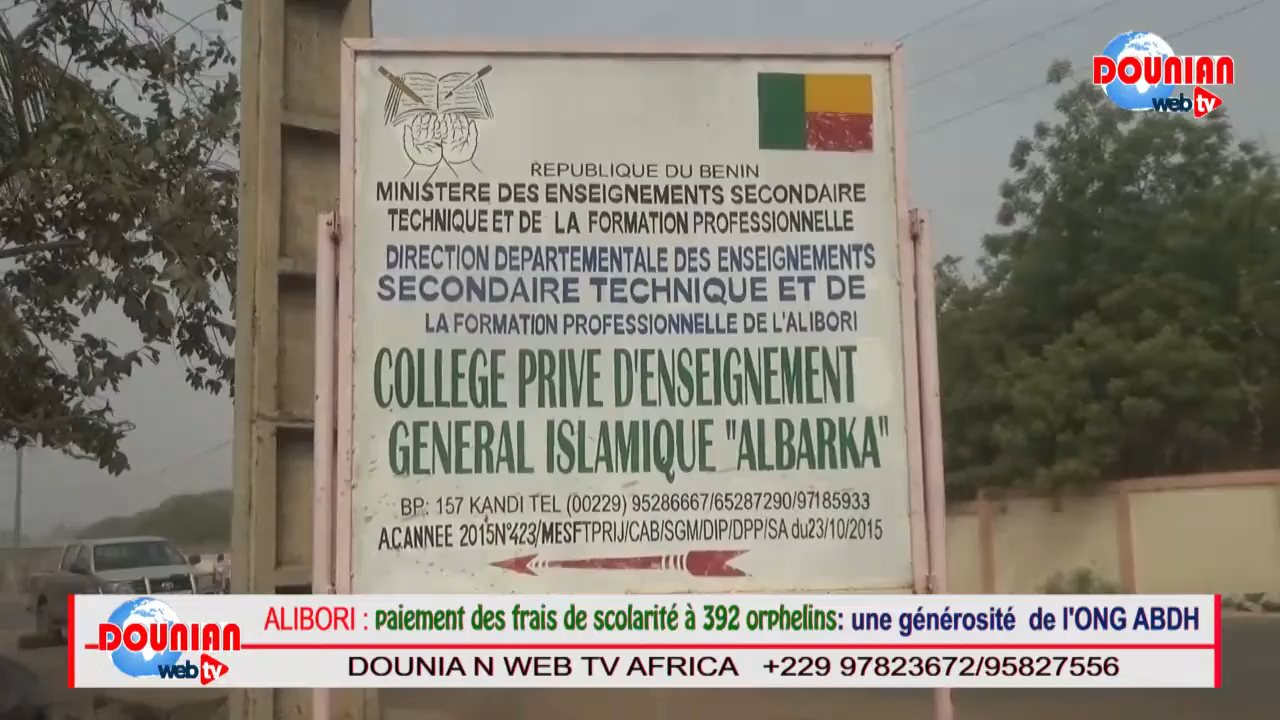 DOUNIAN
web tv
REPUBLIQUE DU BENIN
MINISTERE DES ENSEIGNEMENTS SECONDAIRE
TECHNIQUE ET DE LA FORMATION PROFESSIONNELLE
DIRECTION DEPARTEMENTALE DES ENSEIGNEMENTS
SECONDAIRE TECHNIQUE ET DE
LA FORMATION PROFESSIONNELLE DE L'ALIBORI
COLLEGE PRIVE D'ENSEIGNEMENT
GENERAL ISLAMIQUE "ALBARKA"
BP: 157 KANDI TEL (00229) 95286667/65287290/97185933
A.CANNEE 2015N°423/MESFTPRIJ/CAB/SGM/DIP/DPP/SA du23/10/2015
DOUNIAN
web tv
ALIBORI : paiement des frais de scolarité à 392 orphelins: une générosité de l'ONG ABDH
DOUNIA N WEB TV AFRICA +229 97823672/95827556